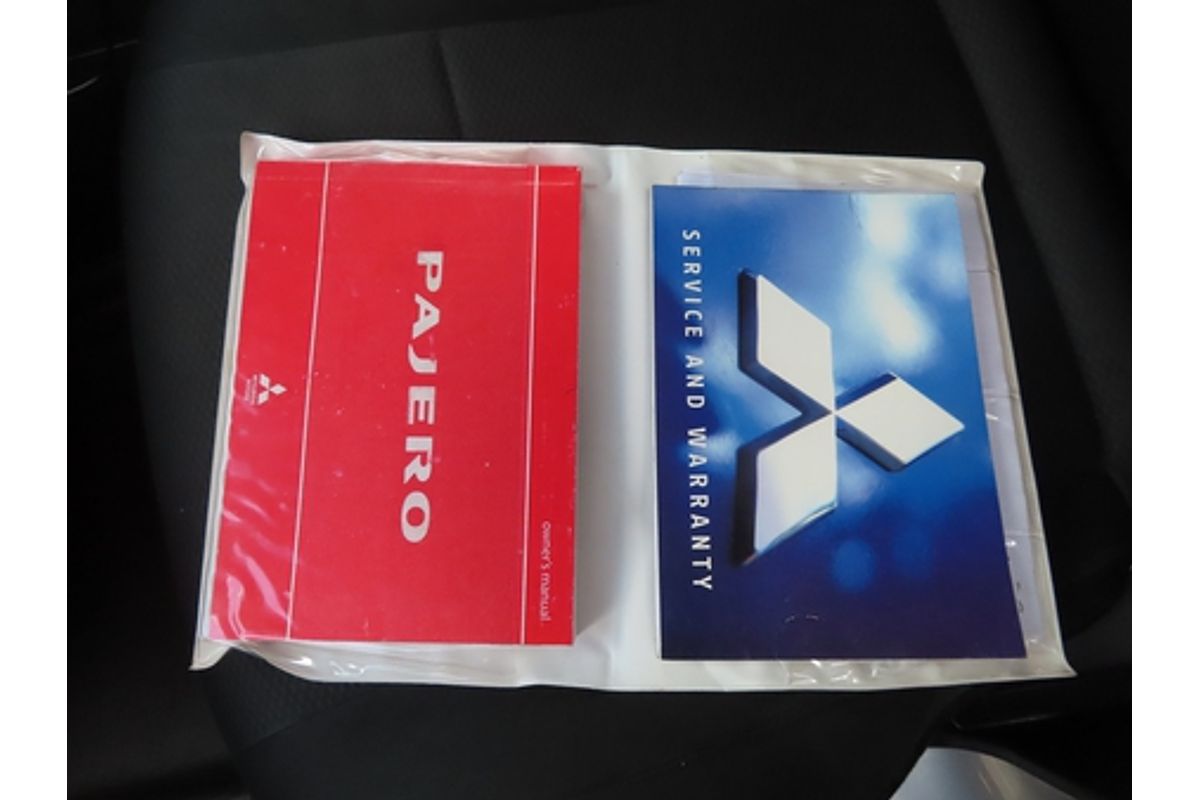 PAJERO
owner's manual
SERVICE AND WARRANTY